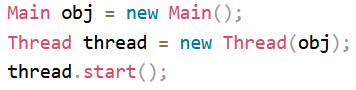 Main obj = new Main();
Thread thread = new Thread(obj);
thread.start();